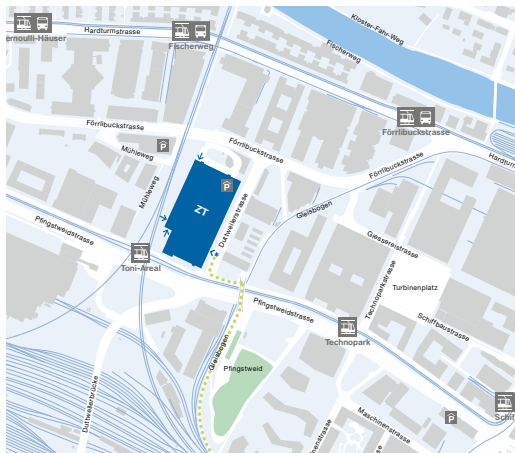 Kloster-Fahr-Weg
ernoulli-Häuser
Hardturmstrasse
Fischerweg
Fischerweg
Förrlibuckstrasse
Förrlibuckstrasse
Förrlibuckstrasse
Hardturm
Mühleweg
P
Förrlibuckstrasse
Mühleweg
P
ZT
Duttweilerstrasse
Gleisbogen
Pfingstweidstrasse
Giessereistrasse
Toni-Areal
Technoparkstrasse
Turbinenplatz
Pfingstweidstrasse
Schiffbaustrasse
Technopark
Gleisbogen
Pfingstweid
Duttweilerbrücke
Schif
Maschinenstrasse
P
nenstrasse